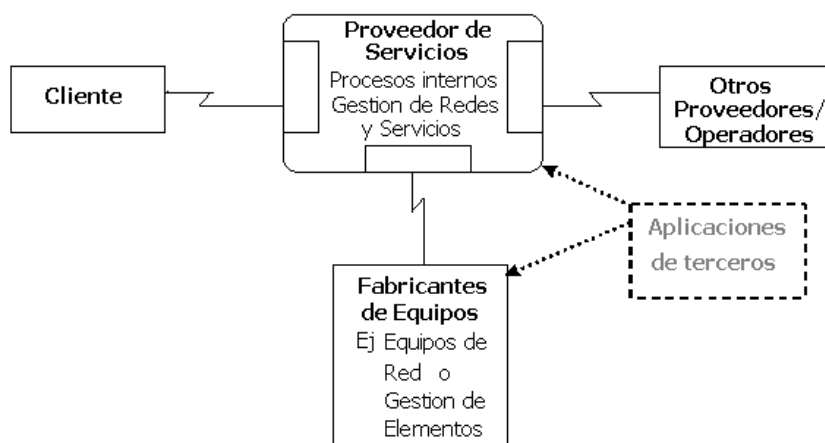 Proveedor de
Servicios
Procesos internos
Gestion de Redes
y Servicios
Cliente
Otros
Proveedores/
Operadores
Aplicaciones
de terceros
Fabricantes
de Equipos
Ej Equipos de
Red o
Gestion de
Elementos